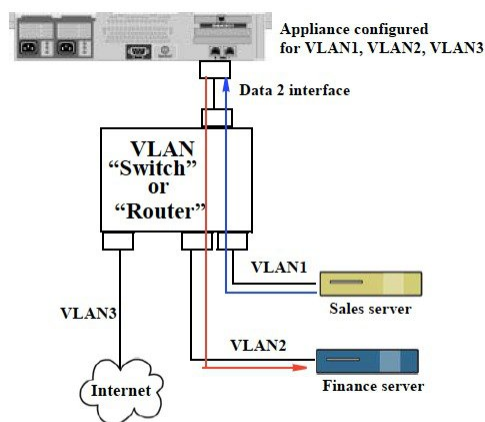 Appliance configured
for VLAN1, VLAN2, VLAN3
Data 2 interface
VLAN
“Switch”
or
“Router”
VLAN1
Sales server
VLAN3
VLAN2
Internet
Finance server